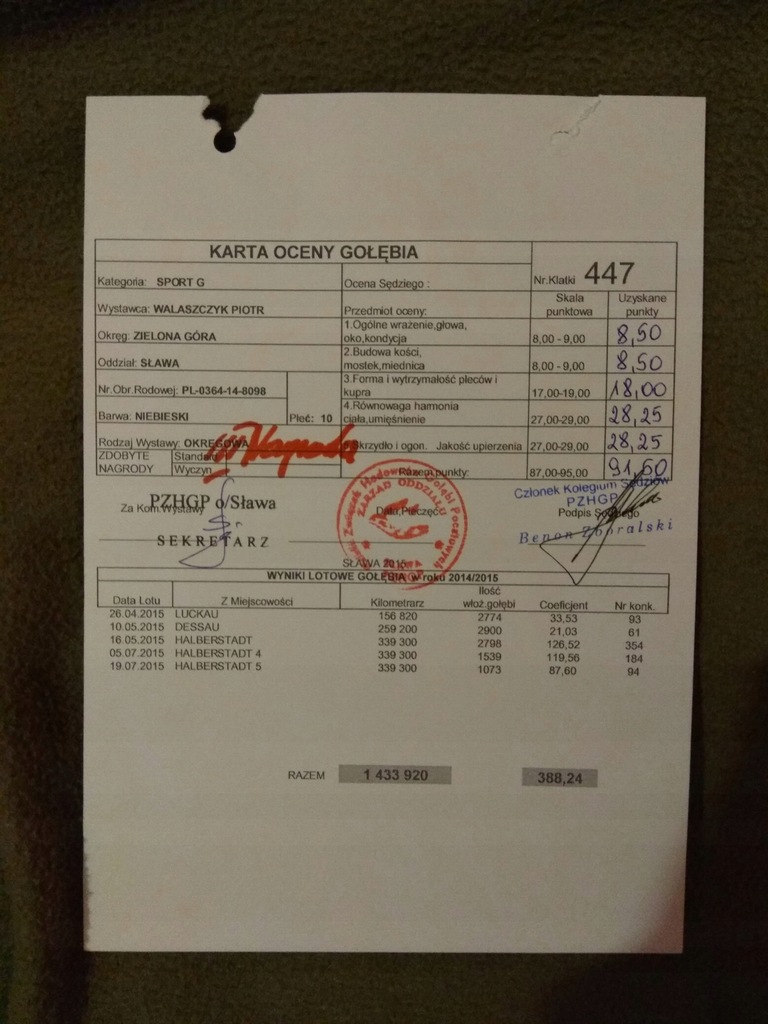 KARTA OCENY GOŁĘBIA
Kategoria: SPORT G Ocena Sędziego : Nr.Klatki 447
Wystawca: WALASZCZYK PIOTR Przedmiot oceny: Skala punktowa Uzyskane punkty
Okręg: ZIELONA GÓRA 1.Ogólne wrażenie,głowa, oko,kondycja 8,00 - 9,00 8,50
Oddział: SŁAWA 2.Budowa kości, mostek,miednica 8,00 - 9,00 8,50
Nr.Obr.Rodowej: PL-0364-14-8098 3.Forma i wytrzymałość pleców i kupra 17,00-19,00 18,00
Barwa: NIEBIESKI Płeć: 10 4.Równowaga harmonia ciała,umięśnienie 27,00-29,00 28,25
Rodzaj Wystawy: OKRĘGOWA 5.Skrzydło i ogon. Jakość upierzenia 27,00-29,00 28,25
ZDOBYTE NAGRODY Standard Wyczyn Razem punkty: 87,00-95,00 91,50
PZHGP o/Sława
Za Kom.Wystawy Data,Pieczęć Podpis Sędziego
SEKRETARZ
ZARZĄD ODDZIAŁU
Członek Kolegium Sędziów
PZHGP
Benon Zboralski
SŁAWA 2015
WYNIKI LOTOWE GOŁĘBIA w roku 2014/2015
Data Lotu Z Miejscowości Kilometrarz Ilość włoż.gołębi Coeficjent Nr konk.
26.04.2015 LUCKAU 156 820 2774 33,53 93
10.05.2015 DESSAU 259 200 2900 21,03 61
16.05.2015 HALBERSTADT 339 300 2798 126,52 354
05.07.2015 HALBERSTADT 4 339 300 1539 119,56 184
19.07.2015 HALBERSTADT 5 339 300 1073 87,60 94
RAZEM 1 433 920 388,24